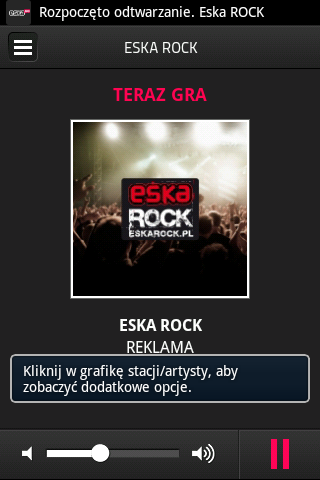 Rozpoczęto odtwarzanie. Eska ROCK
ESKA ROCK
TERAZ GRA
eska
ROCK
ESKAROCK.PL
ESKA ROCK
REKLAMA
Kliknij w grafikę stacji/artysty, aby
zobaczyć dodatkowe opcje.